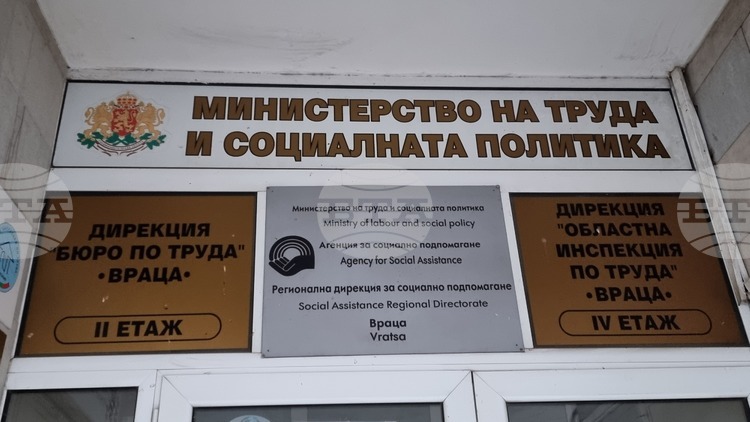 МИНИСТЕРСТВО НА ТРУДА
И СОЦИАЛНАТА ПОЛИТИКА
ДИРЕКЦИЯ
"БЮРО ПО ТРУДА"
•ВРАЦА•
II ЕТАЖ
Министерство на труда и социалната политика
Ministry of labour and social policy
Агенция за социално подпомагане
Agency for Social Assistance
Регионална дирекция за социално подпомагане
Social Assistance Regional Directorate
Враца
Vratsa
ДИРЕКЦИЯ
"ОБЛАСТНА
ИНСПЕКЦИЯ
ПО ТРУДА"
•ВРАЦА•
IV ЕТАЖ